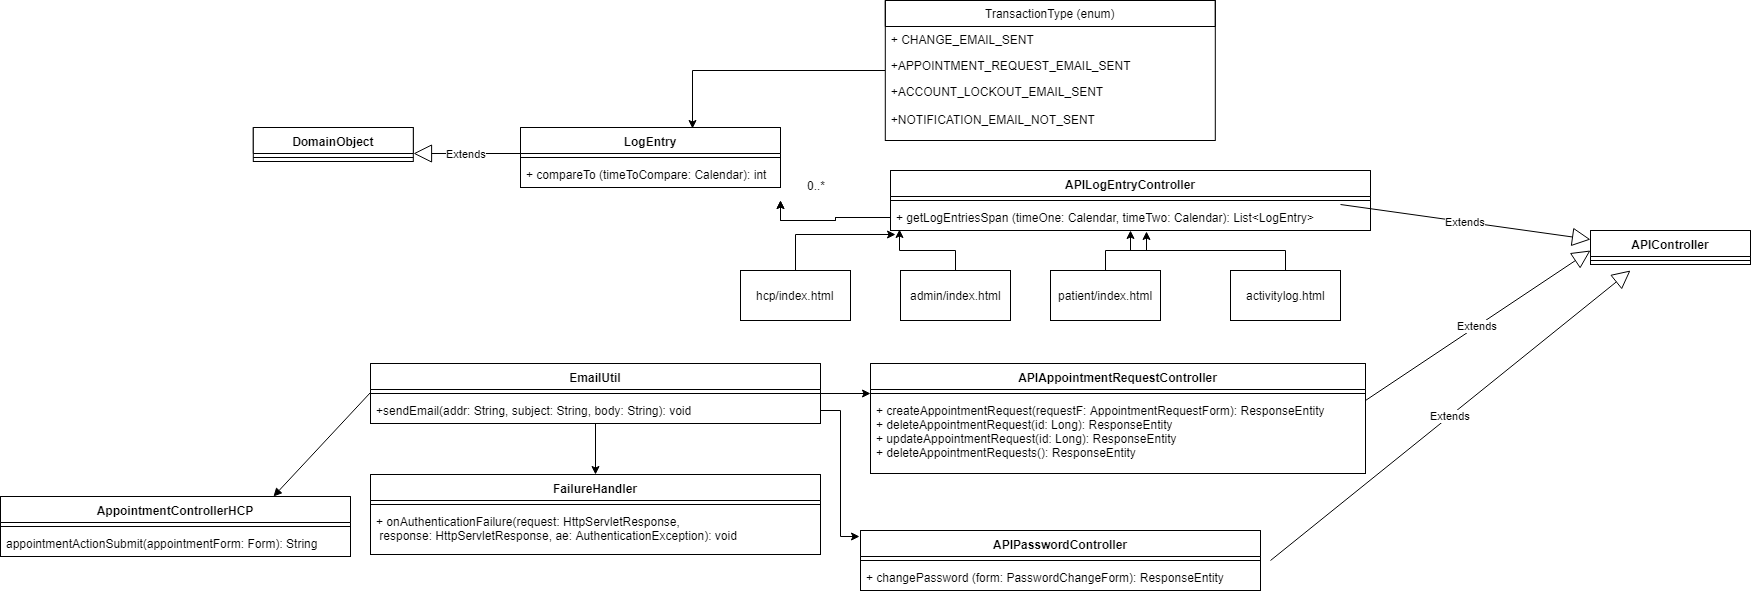 TransactionType (enum)
+ CHANGE_EMAIL_SENT
+APPOINTMENT_REQUEST_EMAIL_SENT
+ACCOUNT_LOCKOUT_EMAIL_SENT
+NOTIFICATION_EMAIL_NOT_SENT
DomainObject
Extends
LogEntry
+ compareTo (timeToCompare: Calendar): int
0..*
APILogEntryController
+ getLogEntriesSpan (timeOne: Calendar, timeTwo: Calendar): List<LogEntry>
Extends
APIController
hcp/index.html
admin/index.html
patient/index.html
activitylog.html
Extends
EmailUtil
+sendEmail(addr: String, subject: String, body: String): void
APIAppointmentRequestController
+ createAppointmentRequest(requestF: AppointmentRequestForm): ResponseEntity
+ deleteAppointmentRequest(id: Long): ResponseEntity
+ updateAppointmentRequest(id: Long): ResponseEntity
+ deleteAppointmentRequests(): ResponseEntity
Extends
AppointmentControllerHCP
appointmentActionSubmit(appointmentForm: Form): String
FailureHandler
+ onAuthenticationFailure(request: HttpServletResponse,
response: HttpServletResponse, ae: AuthenticationException): void
APIPasswordController
+ changePassword (form: PasswordChangeForm): ResponseEntity